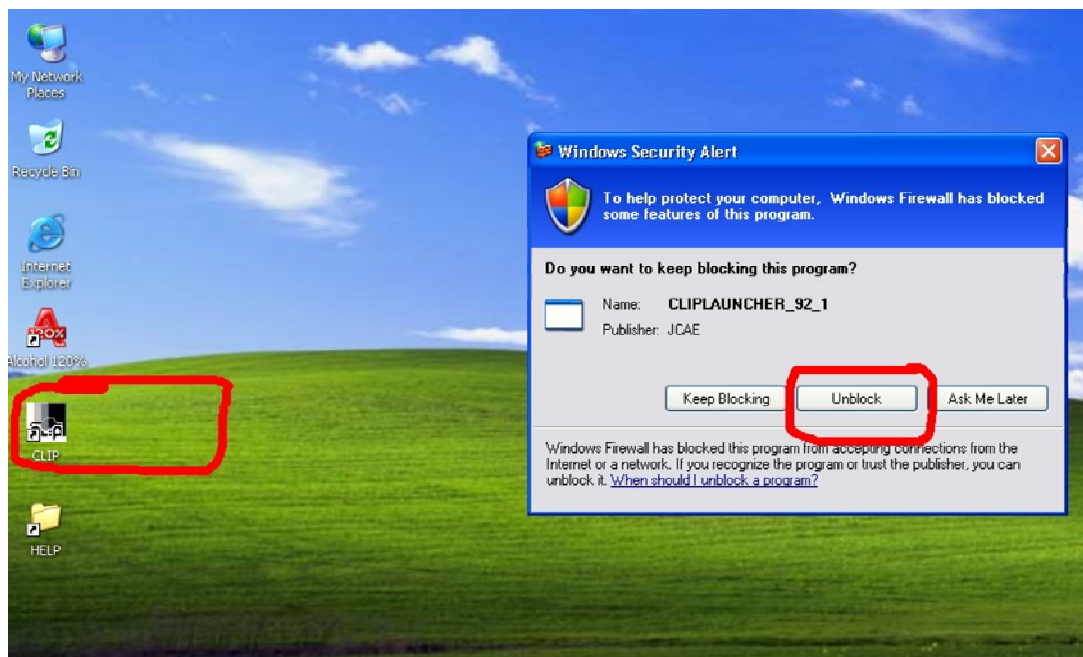 My Network
Places
Recycle Bin
Internet
Explorer
120%
Alcohol 120%
CLIP
HELP
Windows Security Alert
To help protect your computer, Windows Firewall has blocked
some features of this program.
Do you want to keep blocking this program?
Name: CLIPLAUNCHER_92_1
Publisher: JCAE
Keep Blocking
Unblock
Ask Me Later
Windows Firewall has blocked this program from accepting connections from the
Internet or a network. If you recognize the program or trust the publisher, you can
unblock it. When should I unblock a program?